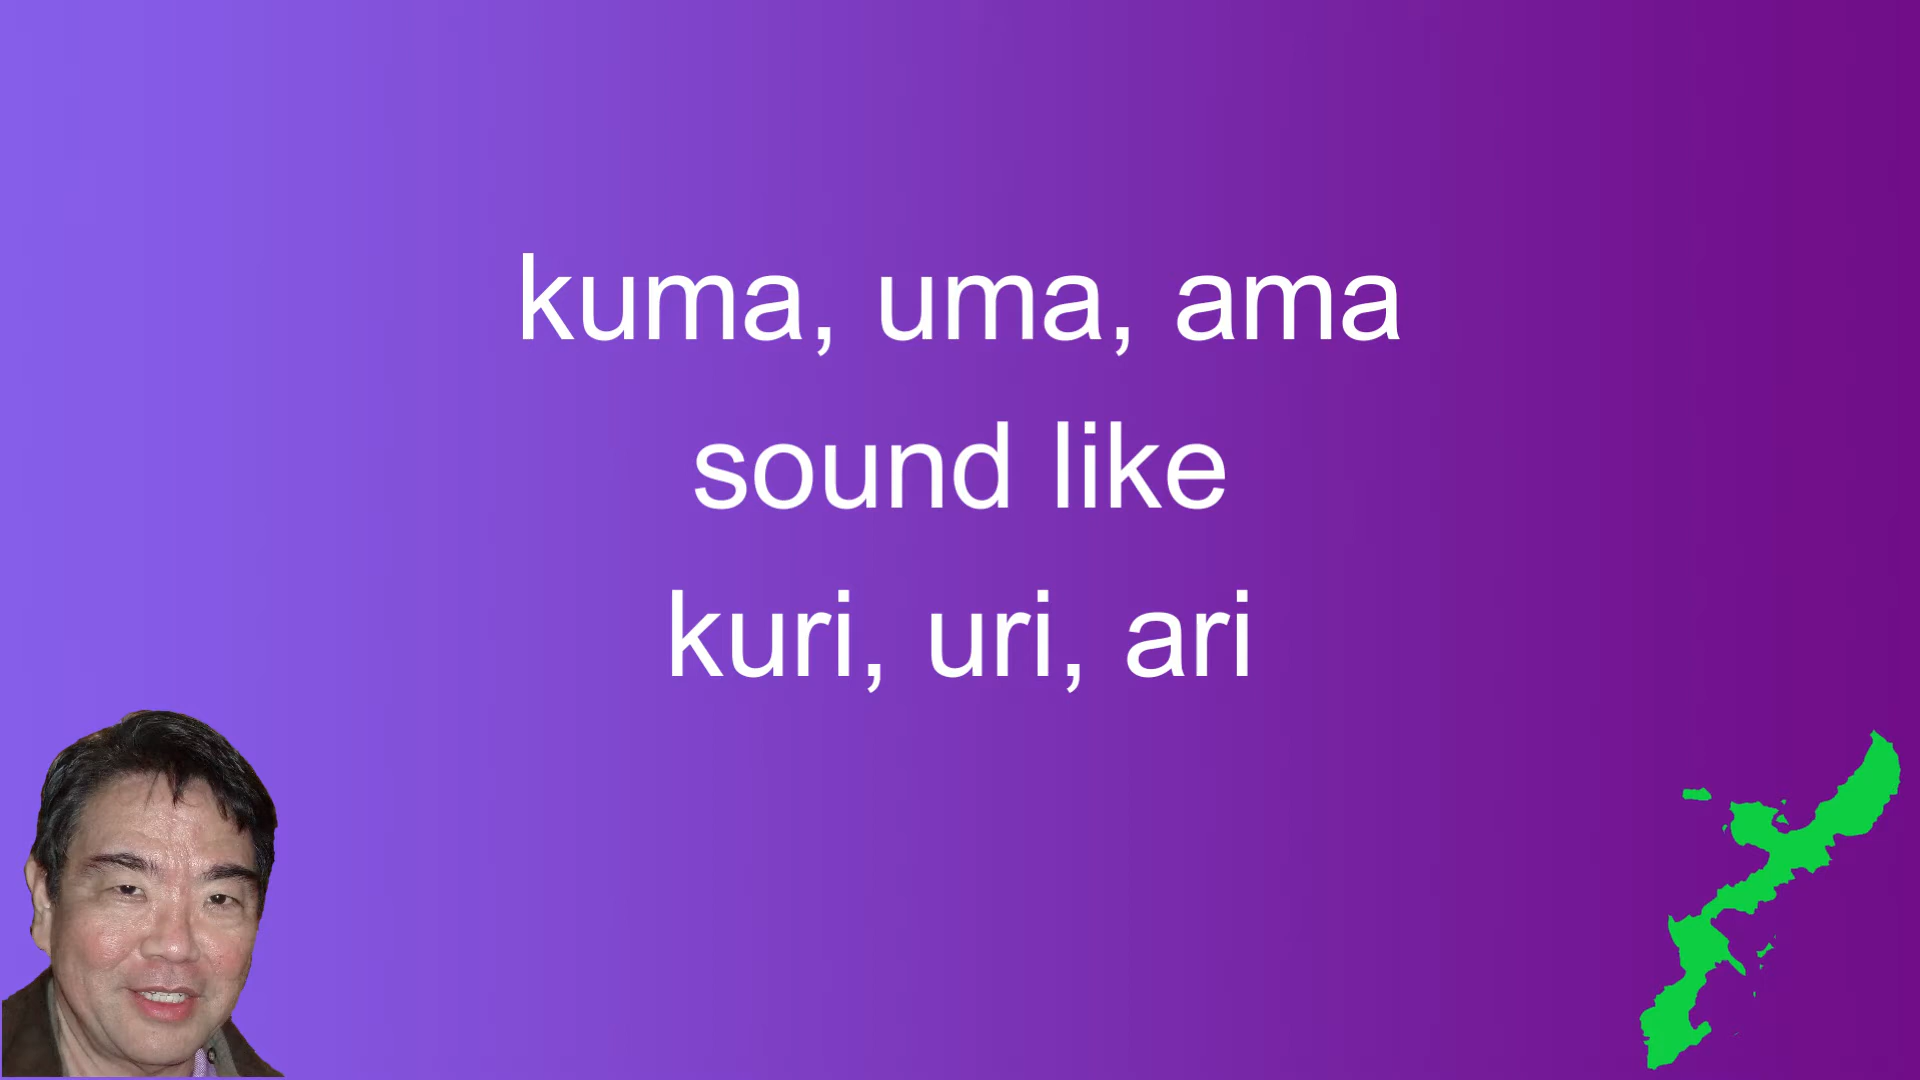 kuma, uma, ama
sound like
kuri, uri, ari